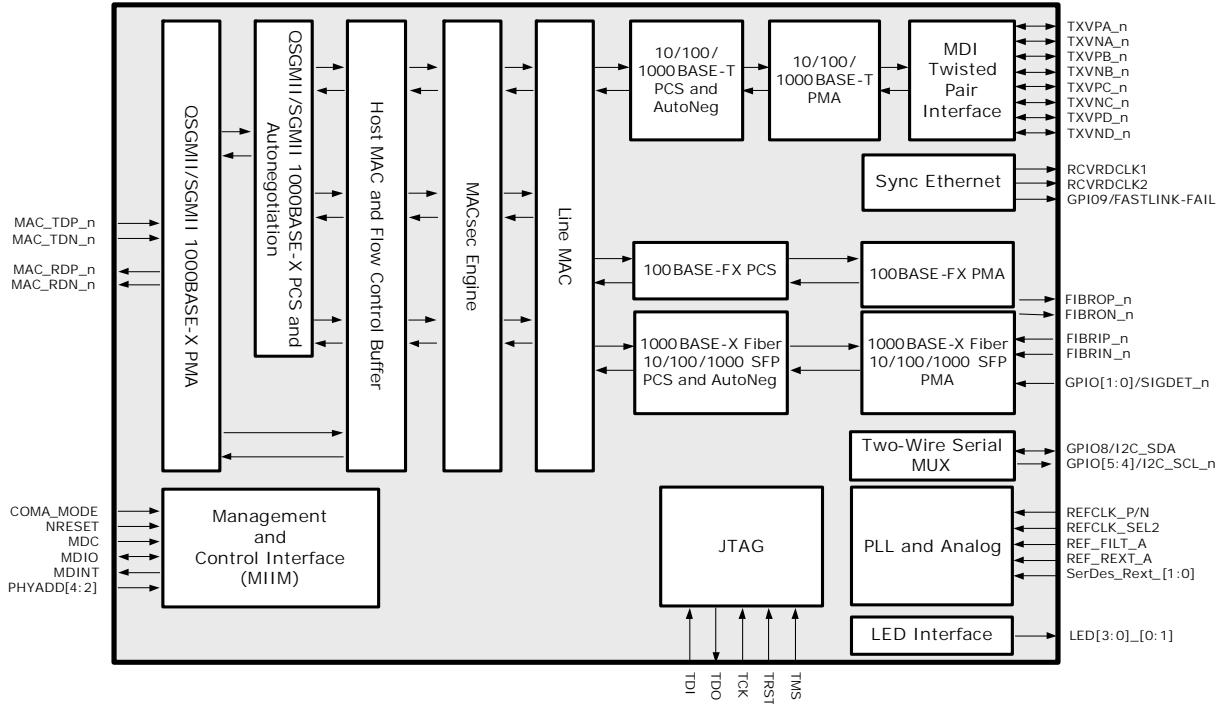 QSGMII/SGMII 1000BASE-X PMA
QSGMII/SGMII 1000BASE-X PCS and
Autonegotiation
Host MAC and Flow Control Buffer
MACsec Engine
Line MAC
10/100/
1000BASE-T
PCS and
AutoNeg
10/100/
1000BASE-T
PMA
MDI
Twisted
Pair
Interface
TXVPA_n
TXVNA_n
TXVPB_n
TXVNB_n
TXVPC_n
TXVNC_n
TXVPD_n
TXVND_n
Sync Ethernet
RCVRDCLK1
RCVRDCLK2
GPIO9/FASTLINK-FAIL
MAC_TDP_n
MAC_TDN_n
MAC_RDP_n
MAC_RDN_n
100BASE-FX PCS
100BASE-FX PMA
FIBROP_n
FIBRON_n
1000BASE-X Fiber
10/100/1000 SFP
PCS and AutoNeg
1000BASE-X Fiber
10/100/1000 SFP
PMA
FIBRIP_n
FIBRIN_n
GPIO[1:0]/SIGDET_n
Two-Wire Serial
MUX
GPIO8/I2C_SDA
GPIO[5:4]/I2C_SCL_n
COMA_MODE
NRESET
MDC
MDIO
MDINT
PHYADD[4:2]
Management
and
Control Interface
(MIIM)
JTAG
PLL and Analog
REFCLK_P/N
REFCLK_SEL2
REF_FILT_A
REF_REXT_A
SerDes_Rext_[1:0]
LED Interface
LED[3:0]_[0:1]
TDI
TDO
TCK
TRST
TMS